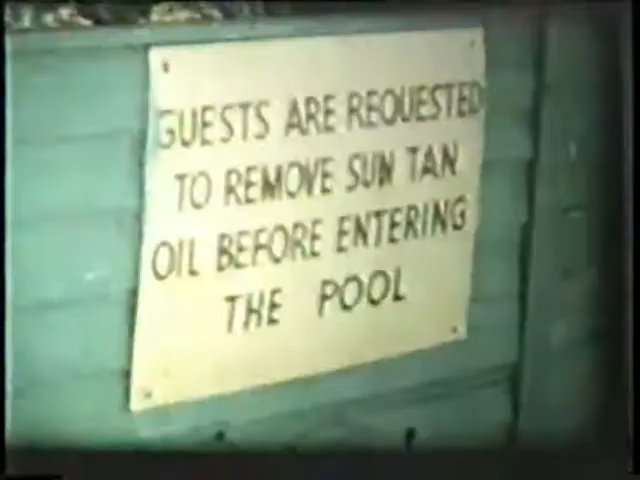 GUESTS ARE REQUESTED
TO REMOVE SUN TAN
OIL BEFORE ENTERING
THE POOL